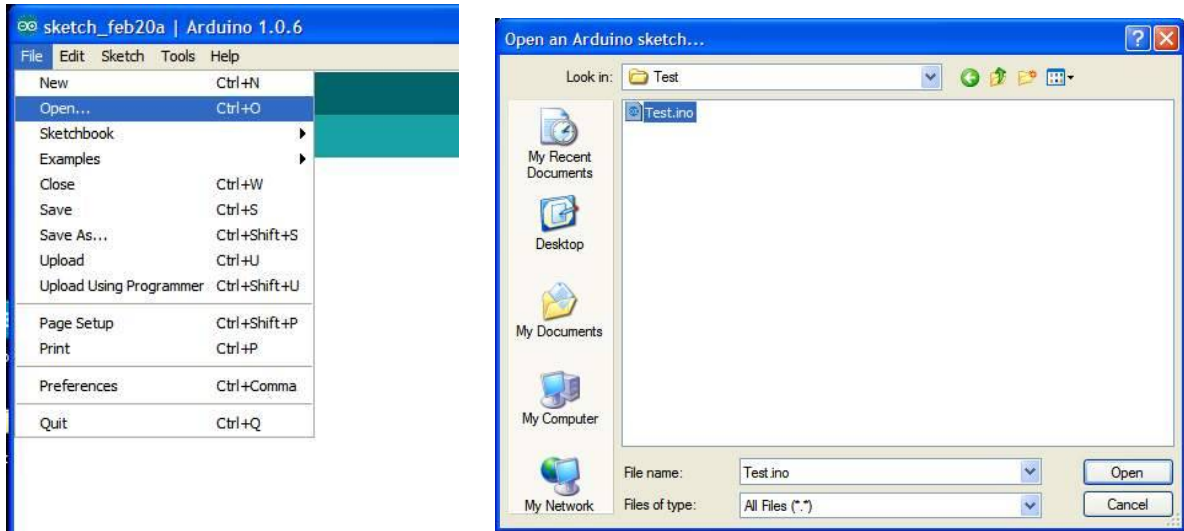 sketch_feb20a | Arduino 1.0.6
File Edit Sketch Tools Help
New Ctrl+N
Open... Ctrl+O
Sketchbook
Examples
Close Ctrl+W
Save Ctrl+S
Save As... Ctrl+Shift+S
Upload Ctrl+U
Upload Using Programmer Ctrl+Shift+U
Page Setup Ctrl+Shift+P
Print Ctrl+P
Preferences Ctrl+Comma
Quit Ctrl+Q
Open an Arduino sketch...
Look in: Test
Test.ino
My Recent
Documents
Desktop
My Documents
My Computer
My Network
File name: Test.ino Open
Files of type: All Files (*.*) Cancel